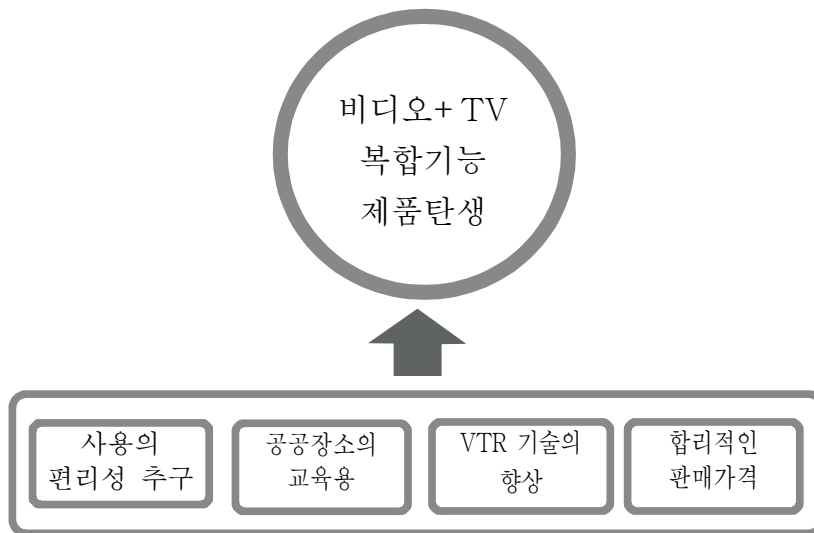 비디오+ TV
복합기능
제품탄생
사용의
편리성 추구
공공장소의
교육용
VTR 기술의
향상
합리적인
판매가격